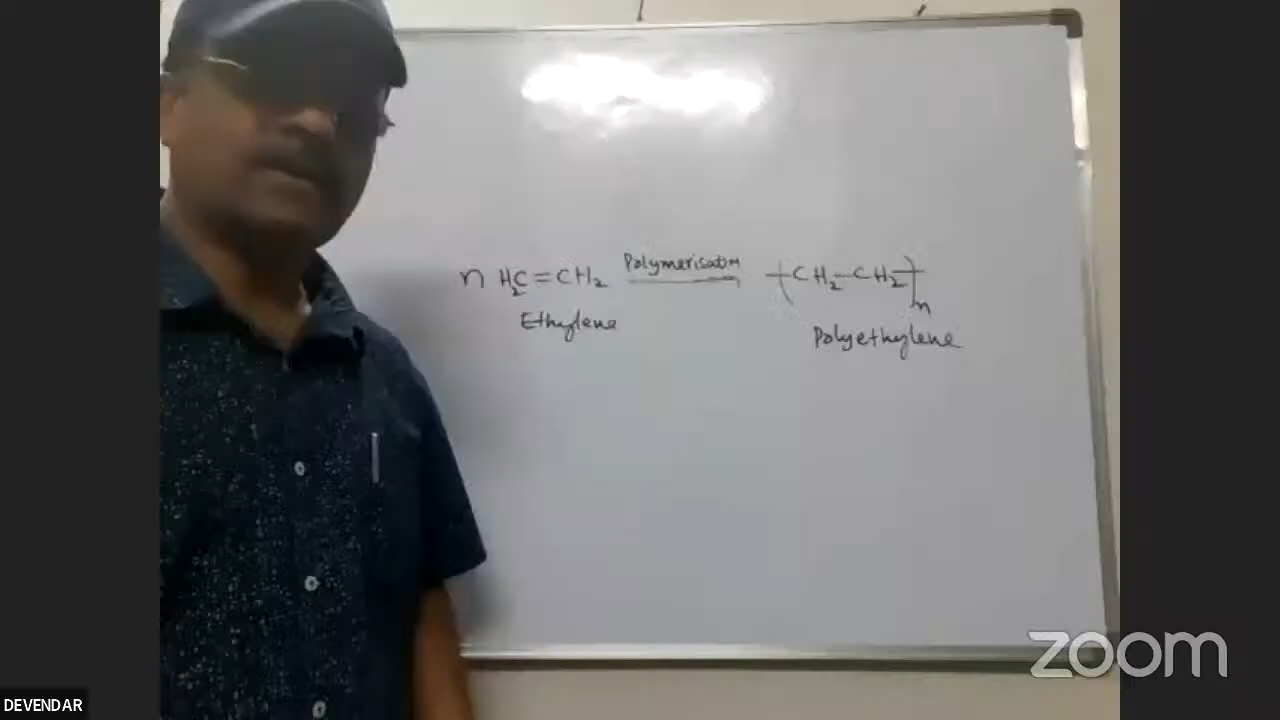 n H₂C=CH₂ Polymerisation (CH₂-CH₂)n
Ethylene Polyethylene
zoom
DEVENDAR